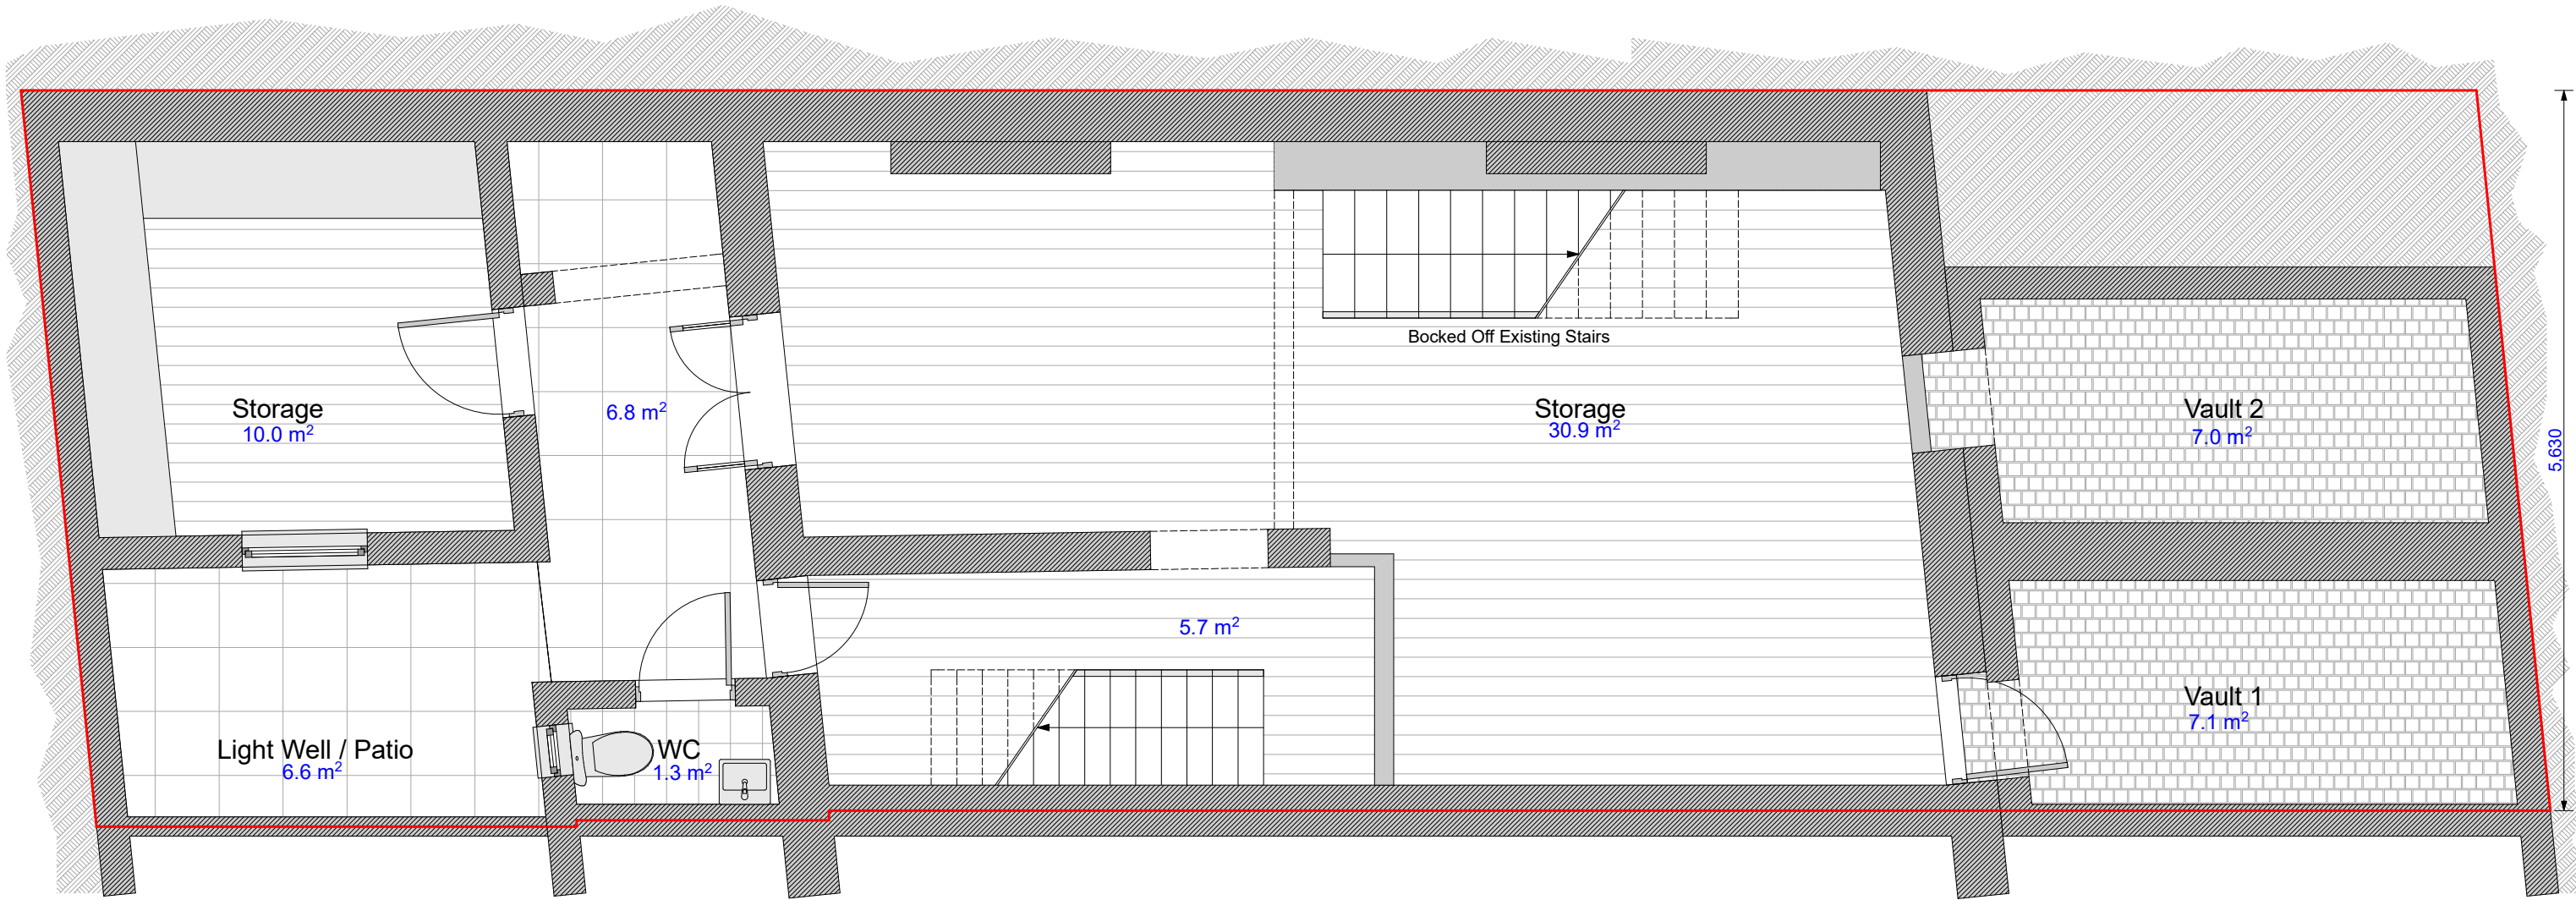 Bocked Off Existing Stairs
Storage
10.0 m²
6.8 m²
Storage
30.9 m²
Vault 2
7.0 m²
5,630
5.7 m²
Light Well / Patio
6.6 m²
WC
1.3 m²
Vault 1
7.1 m²